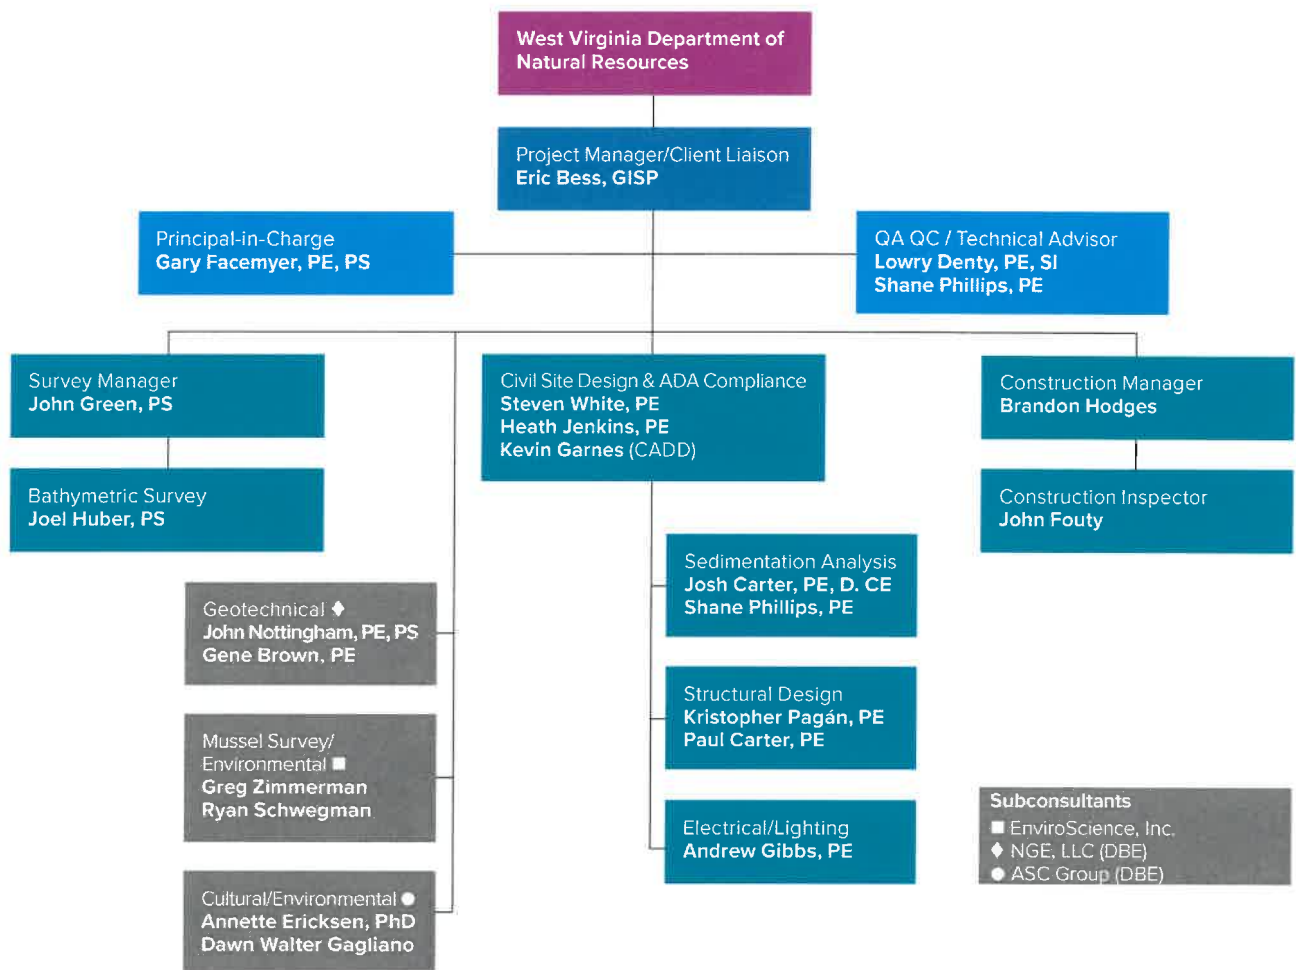 West Virginia Department of
Natural Resources
Project Manager/Client Liaison
Eric Bess, GISP
Principal-in-Charge
Gary Facemyer, PE, PS
QA QC / Technical Advisor
Lowry Denty, PE, SI
Shane Phillips, PE
Survey Manager
John Green, PS
Civil Site Design & ADA Compliance
Steven White, PE
Heath Jenkins, PE
Kevin Garnes (CADD)
Construction Manager
Brandon Hodges
Bathymetric Survey
Joel Huber, PS
Construction Inspector
John Fouty
Sedimentation Analysis
Josh Carter, PE, D. CE
Shane Phillips, PE
Geotechical ♦
John Nottingham, PE, PS
Gene Brown, PE
Structural Design
Kristopher Pagán, PE
Paul Carter, PE
Mussel Survey/
Environmental ■
Greg Zimmerman
Ryan Schwegman
Electrical/Lighting
Andrew Gibbs, PE
Subconsultants
■ EnviroScience, Inc.
♦ NGE, LLC (DBE)
● ASC Group (DBE)
Cultural/Environmental ●
Annette Ericksen, PhD
Dawn Walter Gagliano